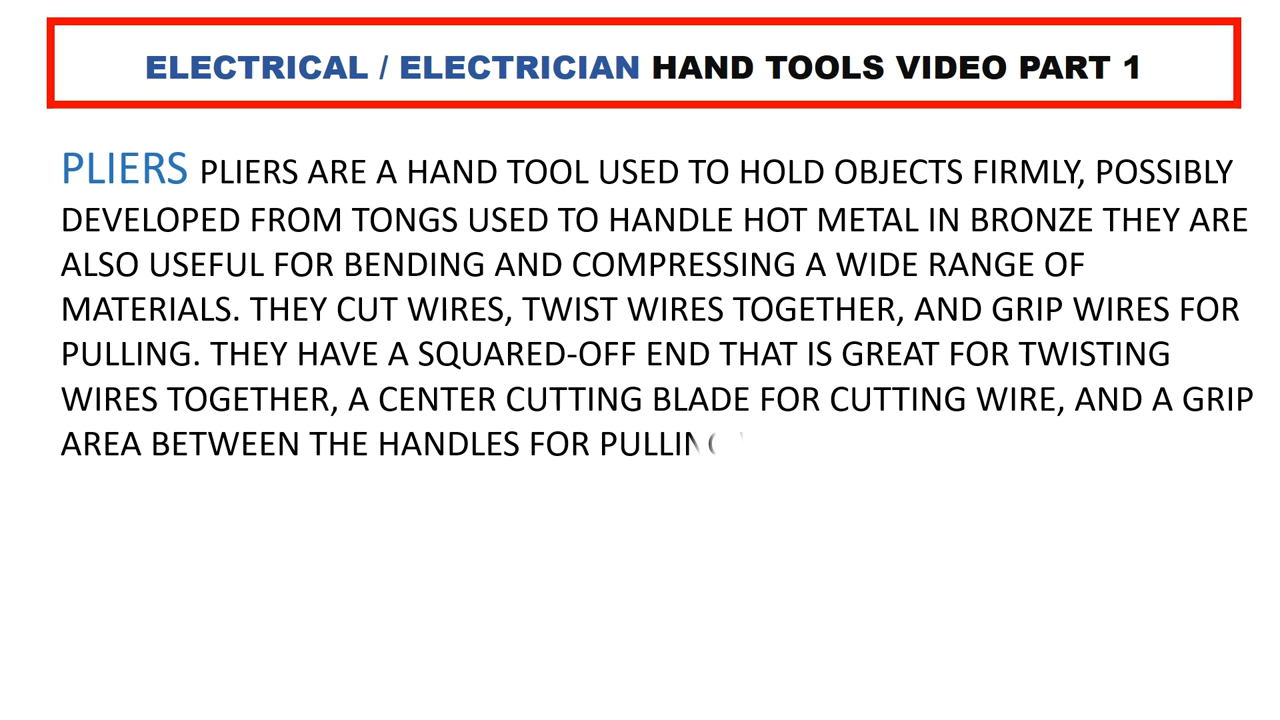 ELECTRICAL / ELECTRICIAN HAND TOOLS VIDEO PART 1
PLIERS PLIERS ARE A HAND TOOL USED TO HOLD OBJECTS FIRMLY, POSSIBLY
DEVELOPED FROM TONGS USED TO HANDLE HOT METAL IN BRONZE THEY ARE
ALSO USEFUL FOR BENDING AND COMPRESSING A WIDE RANGE OF
MATERIALS. THEY CUT WIRES, TWIST WIRES TOGETHER, AND GRIP WIRES FOR
PULLING. THEY HAVE A SQUARED-OFF END THAT IS GREAT FOR TWISTING
WIRES TOGETHER, A CENTER CUTTING BLADE FOR CUTTING WIRE, AND A GRIP
AREA BETWEEN THE HANDLES FOR PULLING